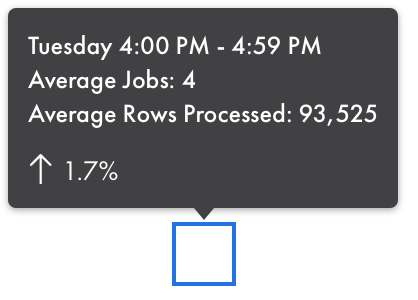 Tuesday 4:00 PM - 4:59 PM
Average Jobs: 4
Average Rows Processed: 93,525
↑ 1.7%